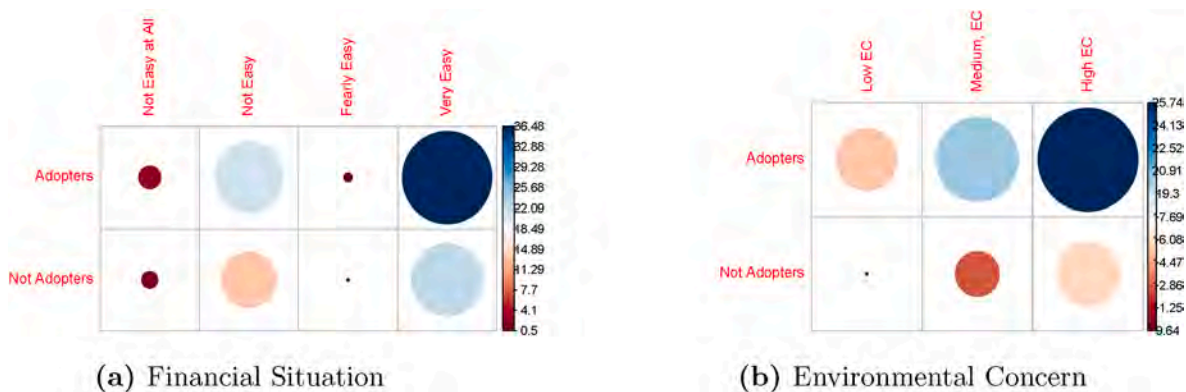 Not Easy at All
Not Easy
Fearly Easy
Very Easy
Adopters
Not Adopters
36.48
32.88
29.28
25.68
22.09
18.49
14.89
11.29
7.7
4.1
0.5
(a) Financial Situation
Low EC
Medium, EC
High EC
Adopters
Not Adopters
25.74
24.13
22.52
20.91
19.3
17.69
16.08
14.47
12.86
11.25
9.64
(b) Environmental Concern